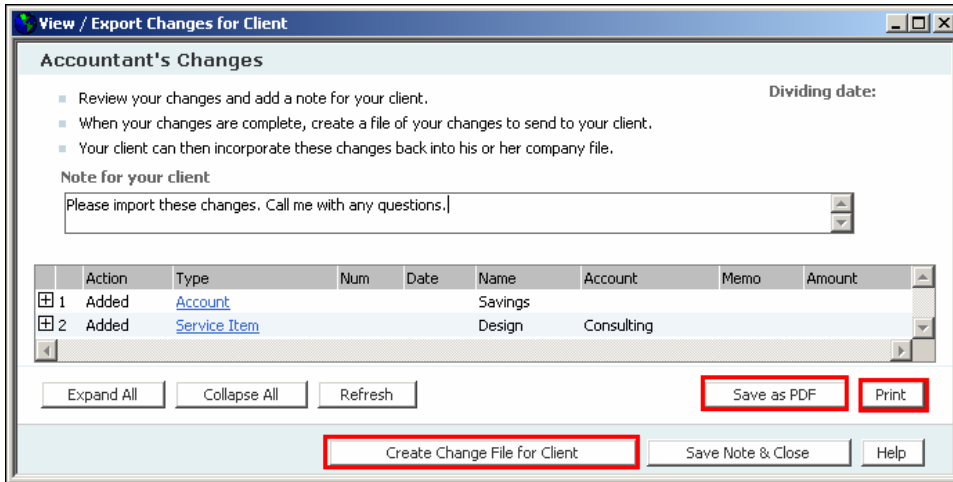 View / Export Changes for Client
Accountant's Changes
Dividing date:
Review your changes and add a note for your client.
When your changes are complete, create a file of your changes to send to your client.
Your client can then incorporate these changes back into his or her company file.
Note for your client
Please import these changes. Call me with any questions.
Action Type Num Date Name Account Memo Amount
1 Added Account Savings
2 Added Service Item Design Consulting
Expand All Collapse All Refresh Save as PDF Print
Create Change File for Client Save Note & Close Help